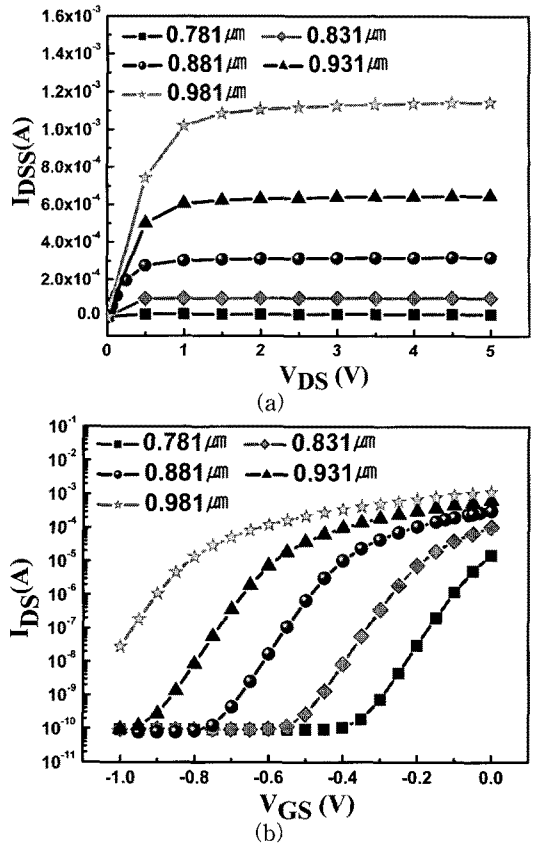 (a)
1.6x10⁻³
1.4x10⁻³
1.2x10⁻³
1.0x10⁻³
8.0x10⁻⁴
6.0x10⁻⁴
4.0x10⁻⁴
2.0x10⁻⁴
0.0
I_DSS(A)
0.781㎛ 0.831㎛
0.881㎛ 0.931㎛
0.981㎛
0 1 2 3 4 5
V_DS (V)
(a)
10⁻¹
10⁻²
10⁻³
10⁻⁴
10⁻⁵
10⁻⁶
10⁻⁷
10⁻⁸
10⁻⁹
10⁻¹⁰
10⁻¹¹
I_DS(A)
0.781㎛ 0.831㎛
0.881㎛ 0.931㎛
0.981㎛
-1.0 -0.8 -0.6 -0.4 -0.2 0.0
V_GS (V)
(b)